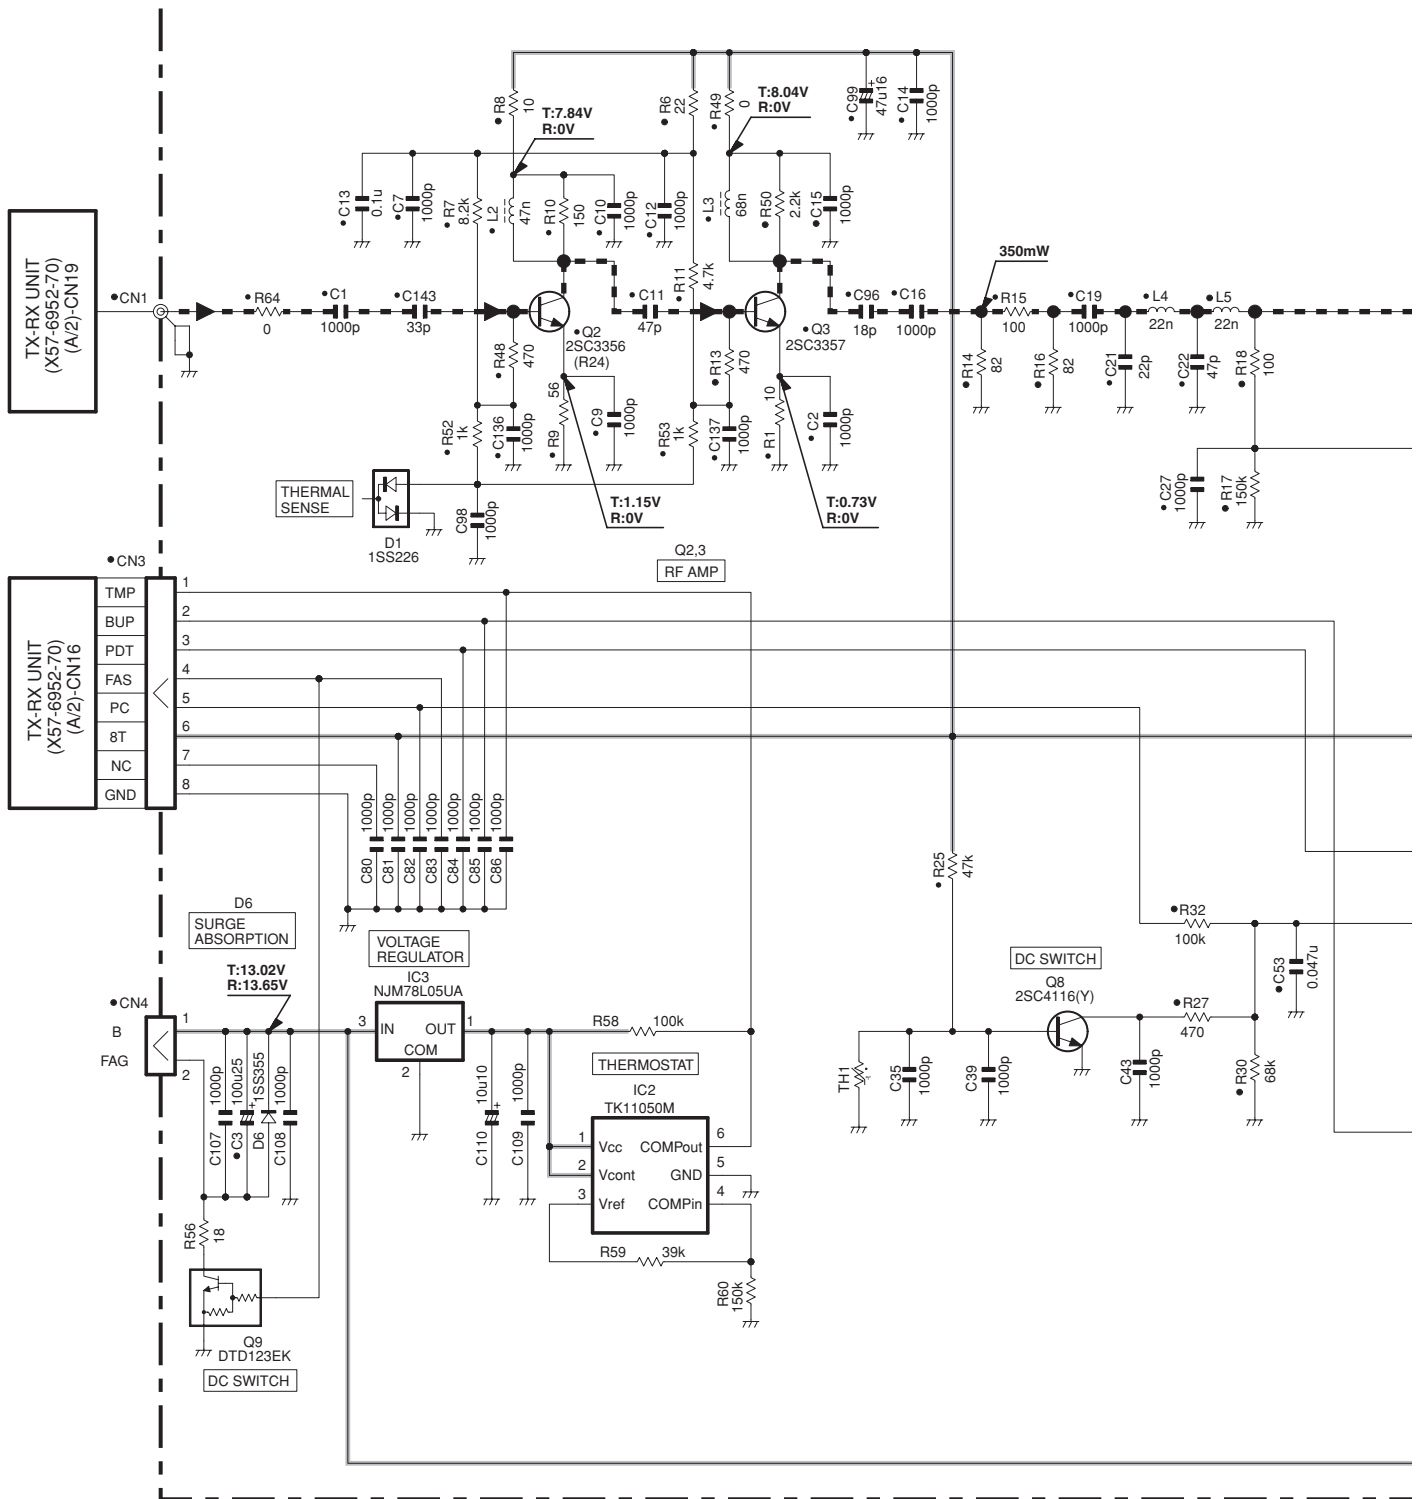 TX-RX UNIT
(X57-6952-70)
(A/2)-CN19
•CN1
•R64
0
•C1
1000p
•C143
33p
•C13
0.1u
•C7
1000p
•R7
8.2k
•R8
10
T:7.84V
R:0V
•L2
47n
•R10
150
•C10
1000p
•C12
1000p
•R6
22
•R49
0
T:8.04V
R:0V
•L3
68n
•R50
2.2k
•C15
1000p
•C99
47u16
+
•C14
1000p
•R11
4.7k
•C11
47p
•Q2
2SC3356
(R24)
•Q3
2SC3357
•C96
18p
•C16
1000p
350mW
•R15
100
•C19
1000p
•L4
22n
•L5
22n
•R14
82
•R16
82
•C21
22p
•C22
47p
•R18
100
•R48
470
•R52
1k
•C136
1000p
56
•R9
•C9
1000p
•R13
470
•R53
1k
•C137
1000p
10
•R1
•C2
1000p
•C27
1000p
•R17
150k
THERMAL
SENSE
D1
1SS226
C98
1000p
T:1.15V
R:0V
T:0.73V
R:0V
Q2,3
RF AMP
•CN3
TX-RX UNIT
(X57-6952-70)
(A/2)-CN16
TMP 1
BUP 2
PDT 3
FAS 4
PC 5
8T 6
NC 7
GND 8
C80 1000p
C81 1000p
C82 1000p
C83 1000p
C84 1000p
C85 1000p
C86 1000p
•R25
47k
•R32
100k
•C53
0.047u
D6
SURGE
ABSORPTION
T:13.02V
R:13.65V
VOLTAGE
REGULATOR
IC3
NJM78L05UA
3 IN OUT 1
COM
2
•CN4
B 1
FAG 2
C107 1000p
•C3 100u25
+
D6 1SS355
C108 1000p
R58 100k
C110 10u10
+
C109 1000p
THERMOSTAT
IC2
TK11050M
1 Vcc COMPout 6
2 Vcont GND 5
3 Vref COMPin 4
R59 39k
R60
150k
R56
18
Q9
DTD123EK
DC SWITCH
DC SWITCH
Q8
2SC4116(Y)
TH1
C35
1000p
C39
1000p
C43
1000p
•R27
470
•R30
68k